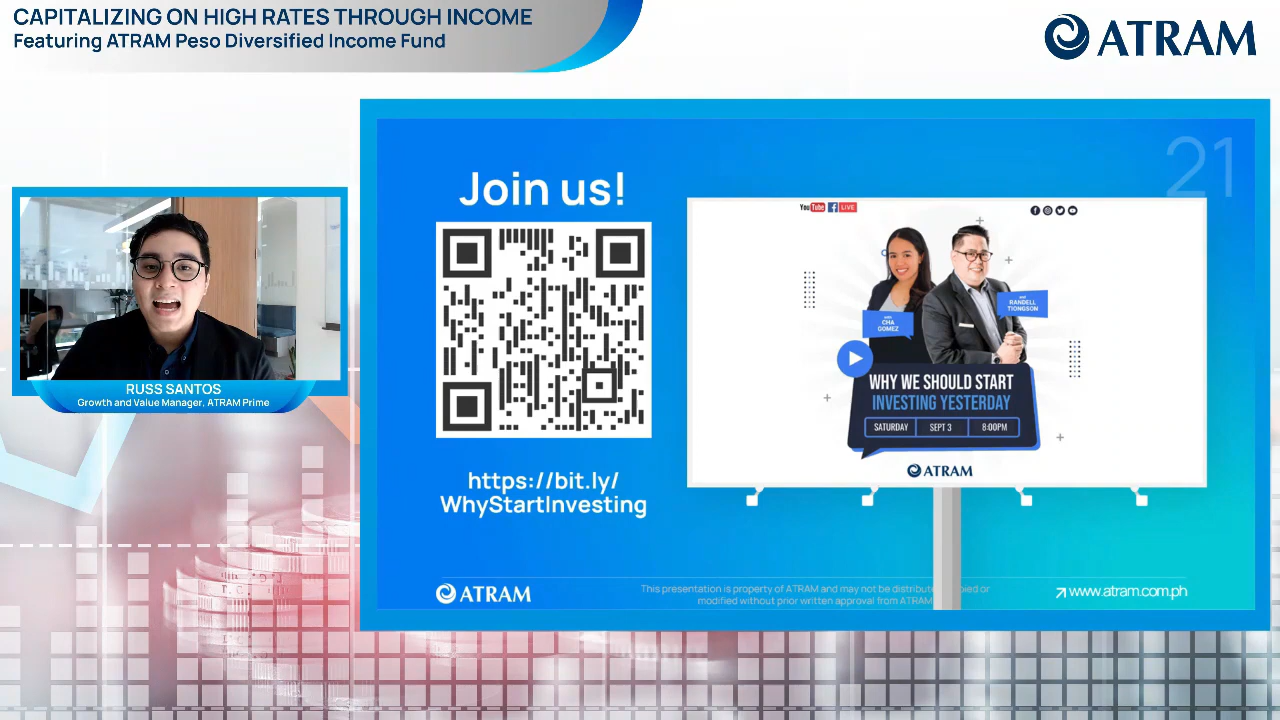 CAPITALIZING ON HIGH RATES THROUGH INCOME
Featuring ATRAM Peso Diversified Income Fund
ATRAM
21
Join us!
https://bit.ly/
WhyStartInvesting
YouTube LIVE
with
CHA
GOMEZ
and
RANDELL
TIONGSON
WHY WE SHOULD START
INVESTING YESTERDAY
SATURDAY SEPT 3 8:00PM
ATRAM
RUSS SANTOS
Growth and Value Manager, ATRAM Prime
ATRAM
This presentation is property of ATRAM and may not be or
modified without prior written approval from ATRAM
www.atram.com.ph